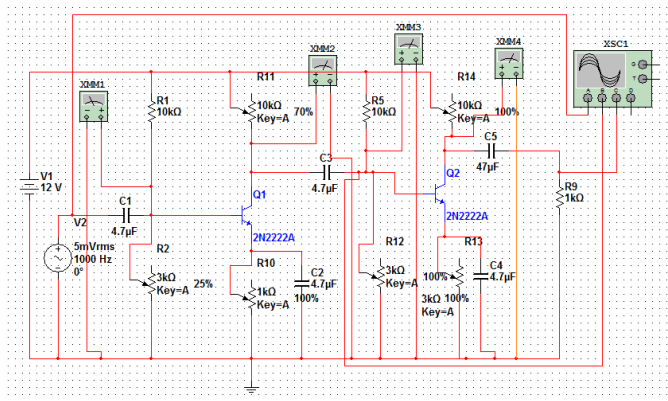 XSC1
XMM3
XMM4
XMM2
XMM1
G
T
A B C D
R11
10kΩ
Key=A
70%
R14
10kΩ
Key=A
100%
R1
10kΩ
R5
10kΩ
C5
47µF
V1
12 V
C1
4.7µF
C3
4.7µF
Q1
2N2222A
Q2
2N2222A
R9
1kΩ
V2
5mVrms
1000 Hz
0°
R2
3kΩ
Key=A
25%
R10
1kΩ
Key=A
100%
C2
4.7µF
R12
3kΩ
Key=A
100%
R13
3kΩ
100%
Key=A
C4
4.7µF